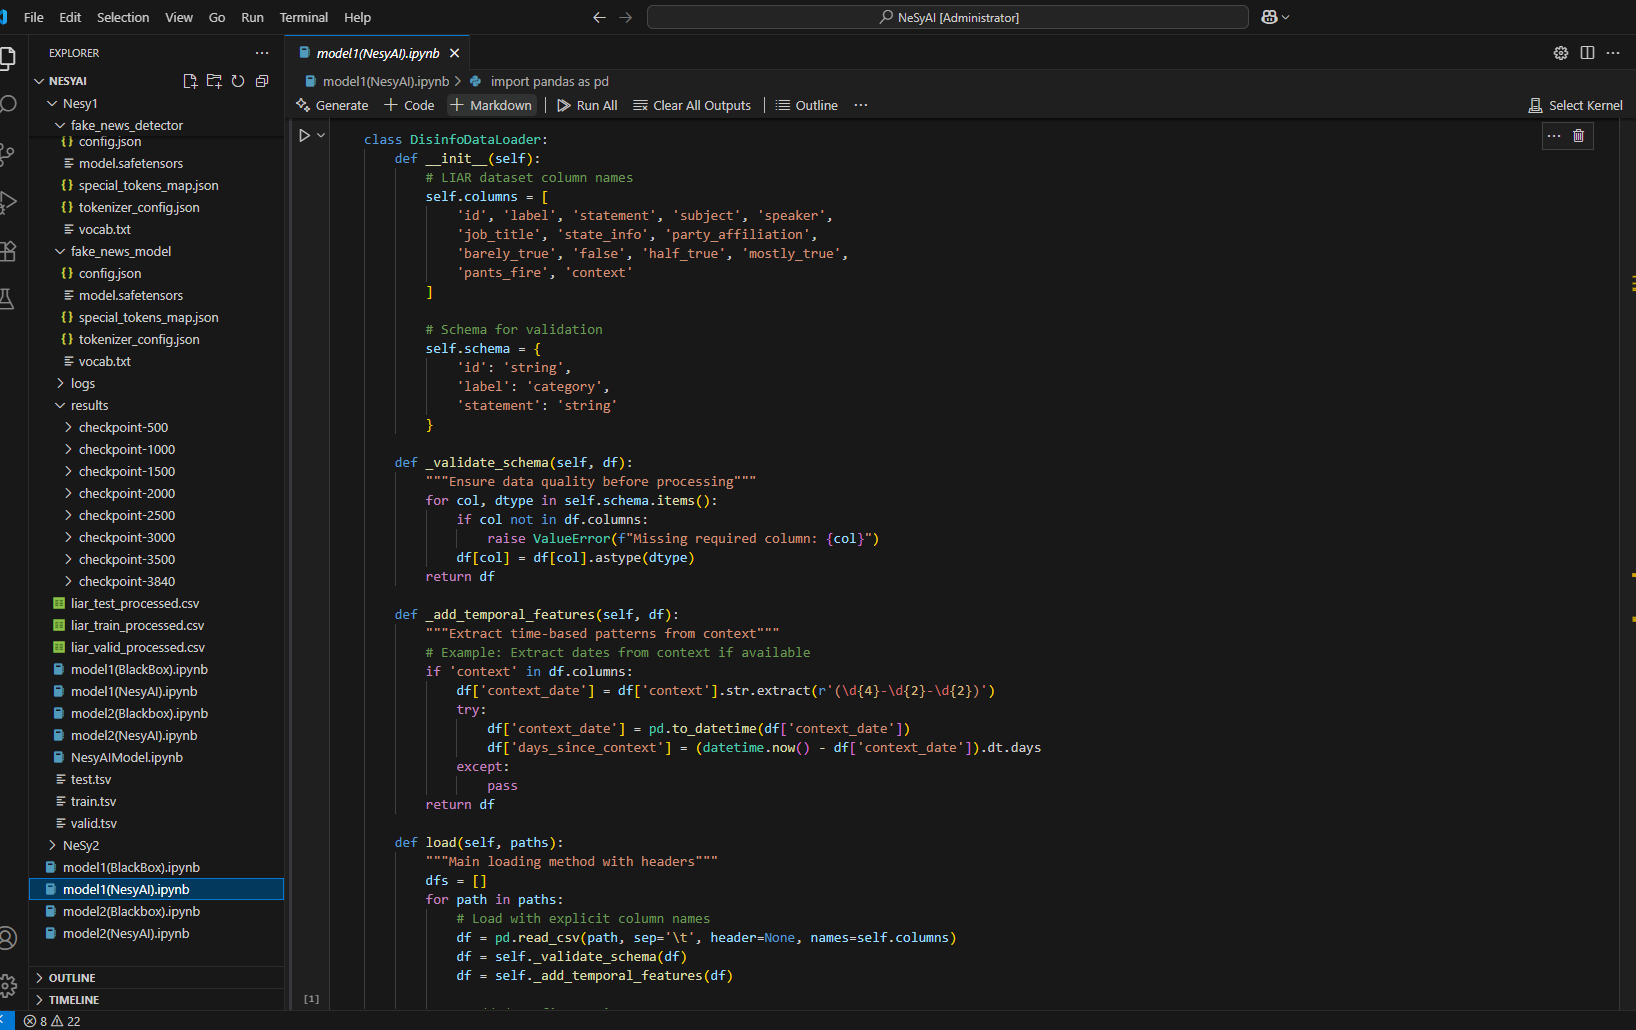 File Edit Selection View Go Run Terminal Help
NeSyAI [Administrator]
EXPLORER
NESYAI
Nesy1
fake_news_detector
config.json
model.safetensors
special_tokens_map.json
tokenizer_config.json
vocab.txt
fake_news_model
config.json
model.safetensors
special_tokens_map.json
tokenizer_config.json
vocab.txt
logs
results
checkpoint-500
checkpoint-1000
checkpoint-1500
checkpoint-2000
checkpoint-2500
checkpoint-3000
checkpoint-3500
checkpoint-3840
liar_test_processed.csv
liar_train_processed.csv
liar_valid_processed.csv
model1(BlackBox).ipynb
model1(NesyAI).ipynb
model2(Blackbox).ipynb
model2(NesyAI).ipynb
NesyAIModel.ipynb
test.tsv
train.tsv
valid.tsv
NeSy2
model1(BlackBox).ipynb
model1(NesyAI).ipynb
model2(Blackbox).ipynb
model2(NesyAI).ipynb
OUTLINE
TIMELINE
8 22
model1(NesyAI).ipynb
model1(NesyAI).ipynb > import pandas as pd
Generate + Code + Markdown Run All Clear All Outputs Outline ... Select Kernel
class DisinfoDataLoader:
def __init__(self):
# LIAR dataset column names
self.columns = [
'id', 'label', 'statement', 'subject', 'speaker',
'job_title', 'state_info', 'party_affiliation',
'barely_true', 'false', 'half_true', 'mostly_true',
'pants_fire', 'context'
]
# Schema for validation
self.schema = {
'id': 'string',
'label': 'category',
'statement': 'string'
}
def _validate_schema(self, df):
"""Ensure data quality before processing"""
for col, dtype in self.schema.items():
if col not in df.columns:
raise ValueError(f"Missing required column: {col}")
df[col] = df[col].astype(dtype)
return df
def _add_temporal_features(self, df):
"""Extract time-based patterns from context"""
# Example: Extract dates from context if available
if 'context' in df.columns:
df['context_date'] = df['context'].str.extract(r'(\d{4}-\d{2}-\d{2})')
try:
df['context_date'] = pd.to_datetime(df['context_date'])
df['days_since_context'] = (datetime.now() - df['context_date']).dt.days
except:
pass
return df
def load(self, paths):
"""Main loading method with headers"""
dfs = []
for path in paths:
# Load with explicit column names
df = pd.read_csv(path, sep='\t', header=None, names=self.columns)
df = self._validate_schema(df)
df = self._add_temporal_features(df)
[1]